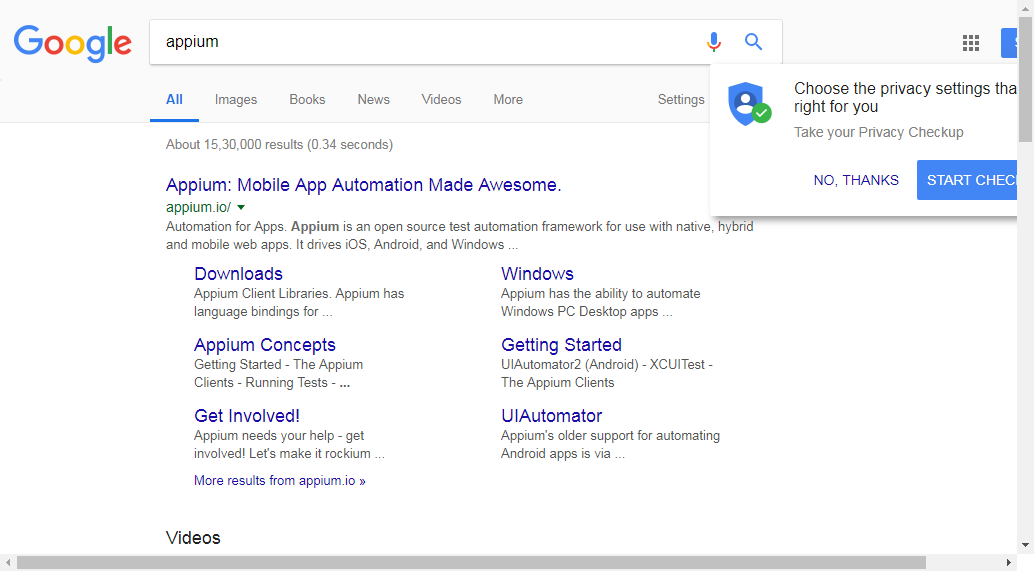 Google
appium
All Images Books News Videos More Settings
Choose the privacy settings tha
right for you
Take your Privacy Checkup
NO, THANKS START CHEC
About 15,30,000 results (0.34 seconds)
Appium: Mobile App Automation Made Awesome.
appium.io/
Automation for Apps. Appium is an open source test automation framework for use with native, hybrid
and mobile web apps. It drives iOS, Android, and Windows ...
Downloads
Appium Client Libraries. Appium has
language bindings for ...
Windows
Appium has the ability to automate
Windows PC Desktop apps ...
Appium Concepts
Getting Started - The Appium
Clients - Running Tests - ...
Getting Started
UIAutomator2 (Android) - XCUITest -
The Appium Clients
Get Involved!
Appium needs your help - get
involved! Let's make it rockium ...
UIAutomator
Appium's older support for automating
Android apps is via ...
More results from appium.io »
Videos